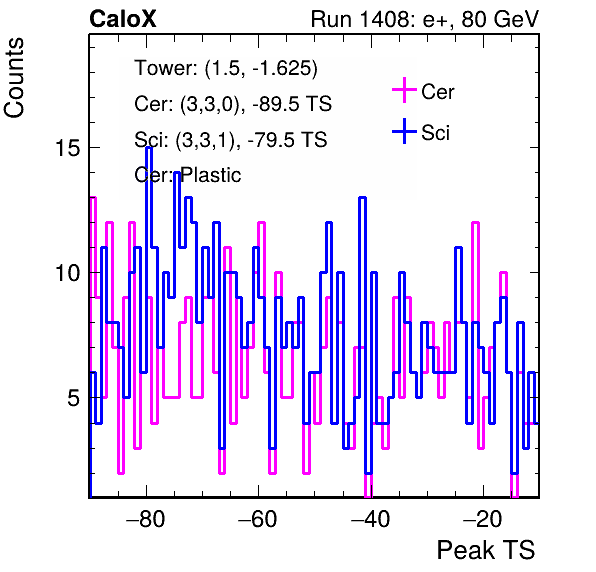 CaloX Run 1408: e+, 80 GeV
Counts
Tower: (1.5, -1.625)
Cer: (3,3,0), -89.5 TS
Sci: (3,3,1), -79.5 TS
Cer: Plastic
Cer
Sci
15
10
5
−80 −60 −40 −20
Peak TS